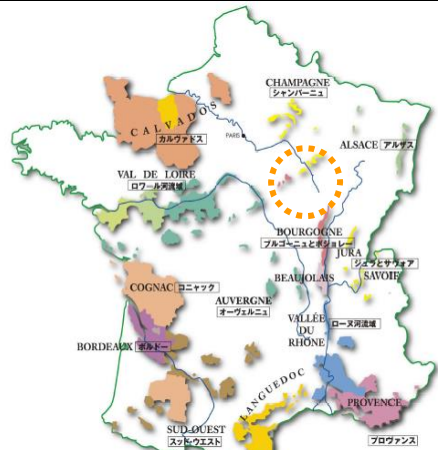 CHAMPAGNE
シャンパーニュ
CALVADOS
カルヴァドス
PARIS
ALSACE アルザス
VAL DE LOIRE
ロワール河流域
BOURGOGNE
ブルゴーニュとボジョレー
JURA
ジュラとサヴォア
SAVOIE
BEAUJOLAIS
COGNAC コニャック
AUVERGNE
オーヴェルニュ
VALLÉE
DU
RHÔNE
ローヌ河流域
BORDEAUX ボルドー
LANGUEDOC
PROVENCE
プロヴァンス
SUD-OUEST
スッド・ウエスト